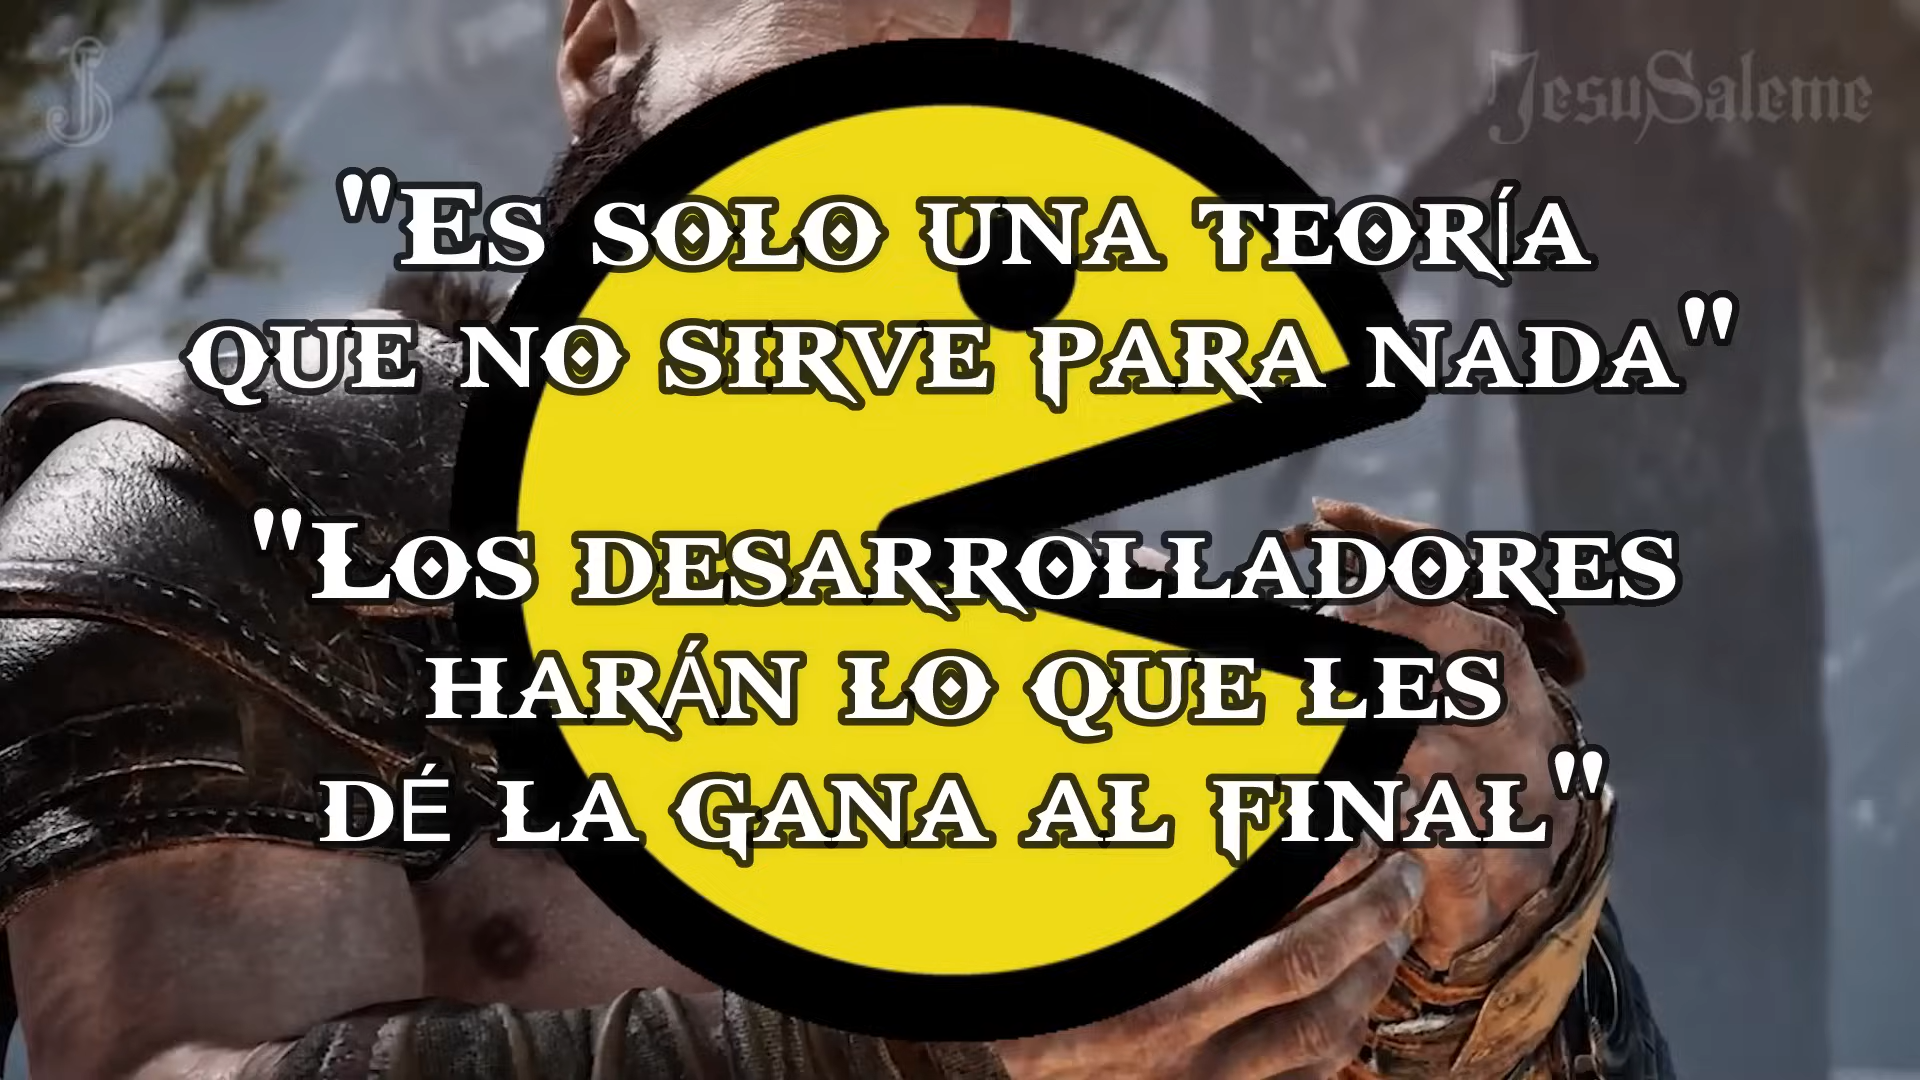 JesuSaleme
"Es solo una teoría
que no sirve para nada"
"Los desarrolladores
harán lo que les
dé la gana al final"